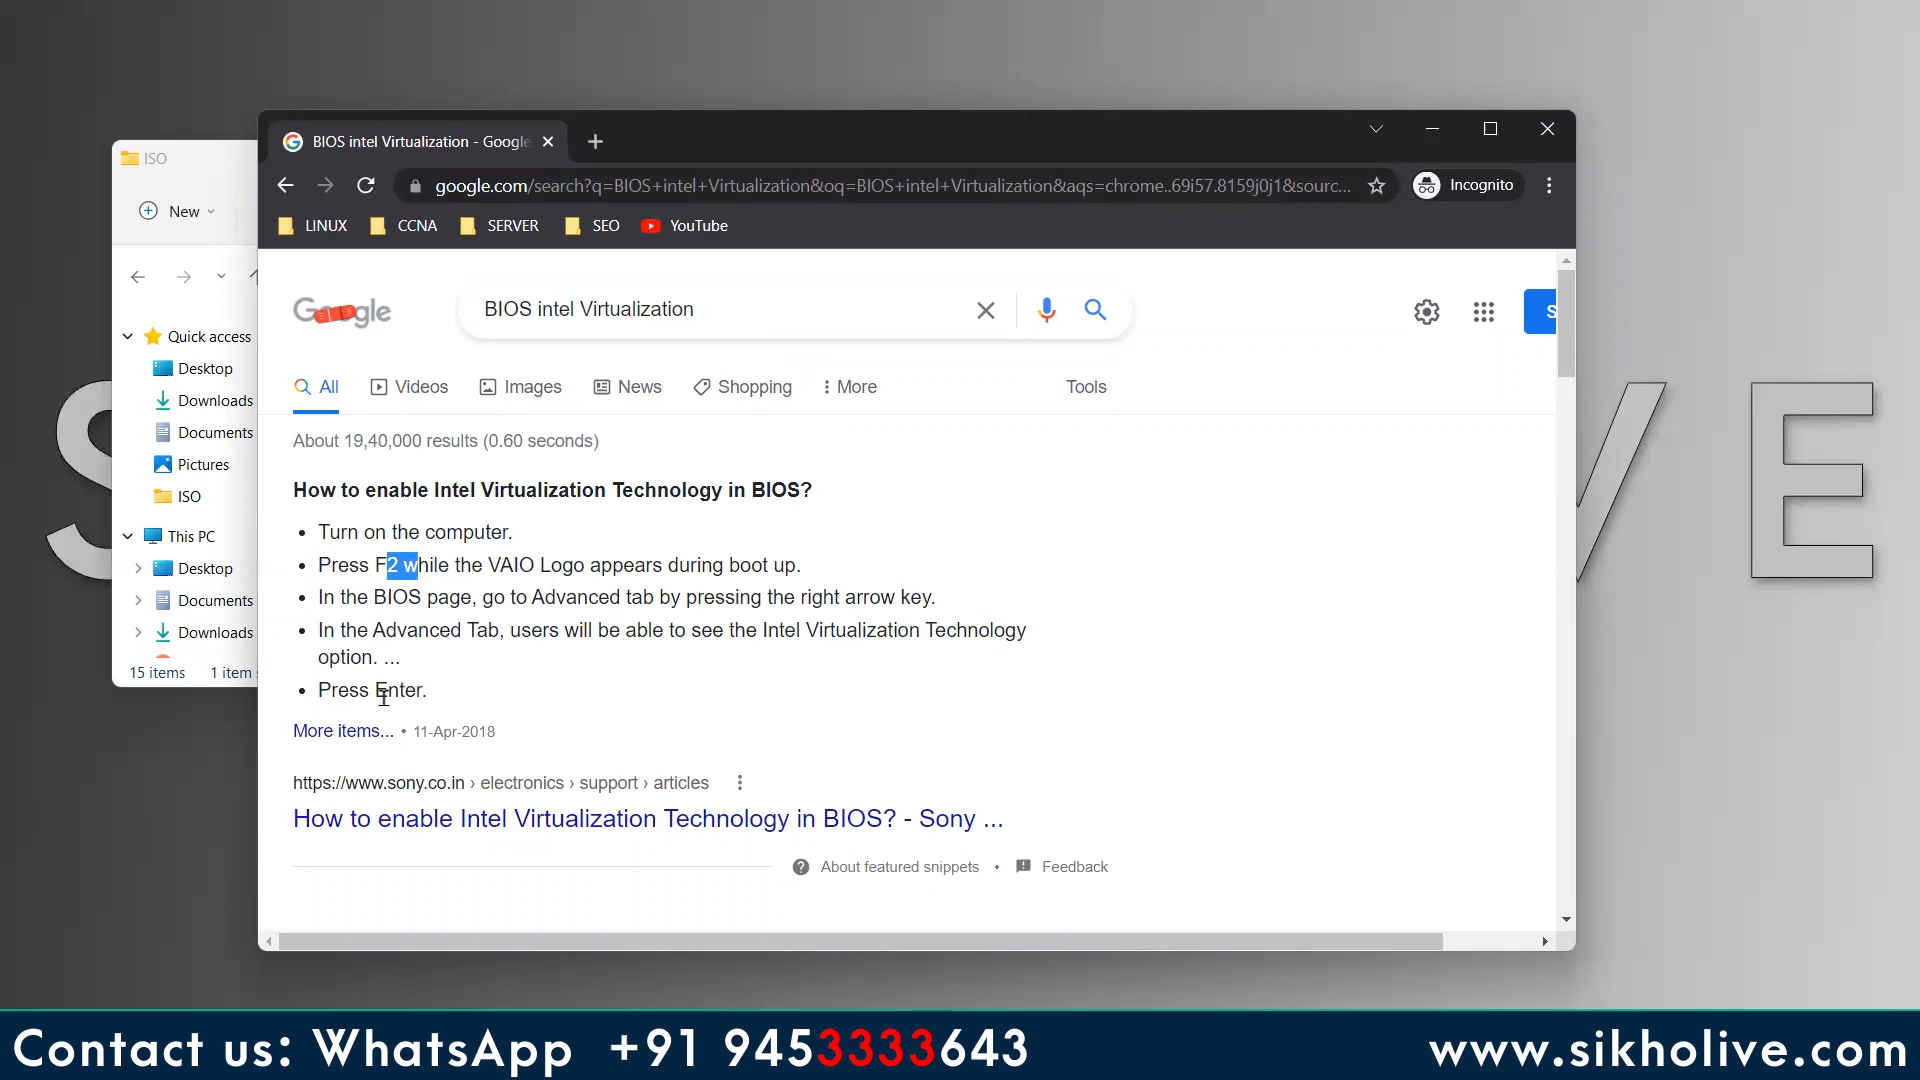 ISO
New
Quick access
Desktop
Downloads
Documents
Pictures
ISO
This PC
Desktop
Documents
Downloads
15 items 1 item
BIOS intel Virtualization - Google
google.com/search?q=BIOS+intel+Virtualization&oq=BIOS+intel+Virtualization&aqs=chrome..69i57.8159j0j1&sourc...
Incognito
LINUX CCNA SERVER SEO YouTube
Google
BIOS intel Virtualization
S
All Videos Images News Shopping More Tools
About 19,40,000 results (0.60 seconds)
How to enable Intel Virtualization Technology in BIOS?
• Turn on the computer.
• Press F2 while the VAIO Logo appears during boot up.
• In the BIOS page, go to Advanced tab by pressing the right arrow key.
• In the Advanced Tab, users will be able to see the Intel Virtualization Technology
option. ...
• Press Enter.
More items... • 11-Apr-2018
https://www.sony.co.in › electronics › support › articles
How to enable Intel Virtualization Technology in BIOS? - Sony ...
About featured snippets • Feedback
S V E
Contact us: WhatsApp +91 9453333643
www.sikholive.com